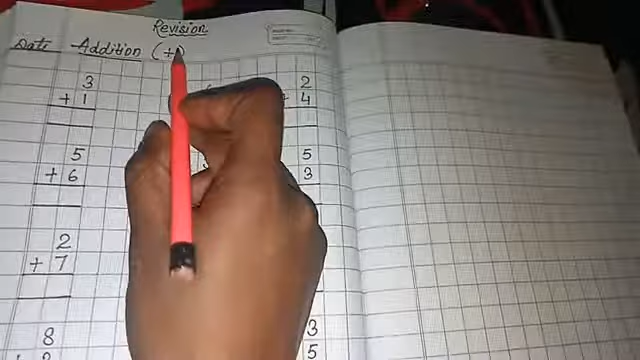 Revision
Date Addition (+)
3 2
+ 1 4
5 5
+ 6 3
2
+ 7
8 3
5